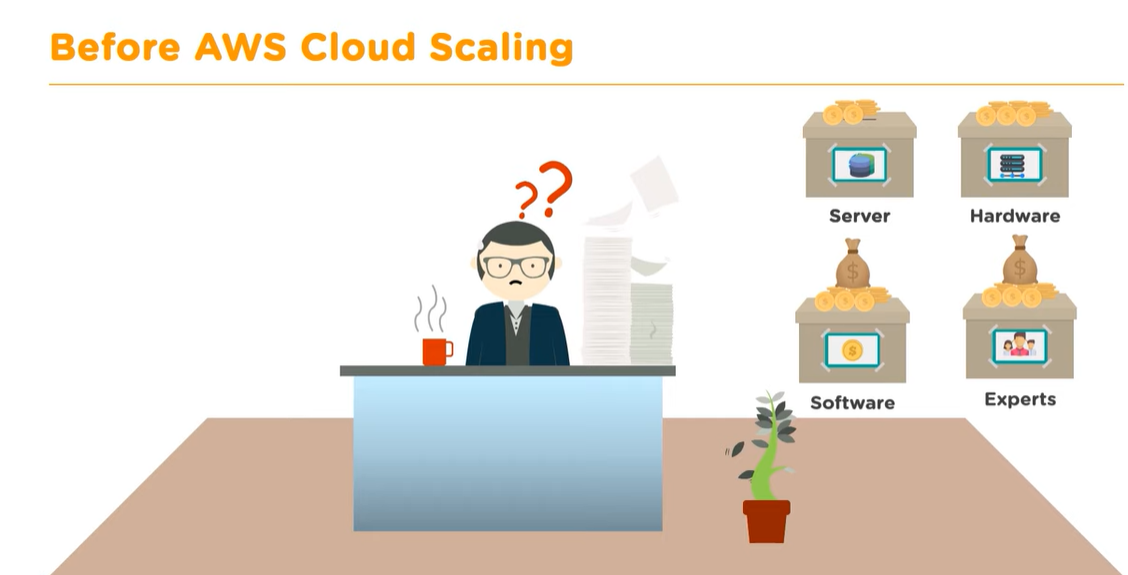 Before AWS Cloud Scaling
??
Server
Hardware
$
$
Software
Experts